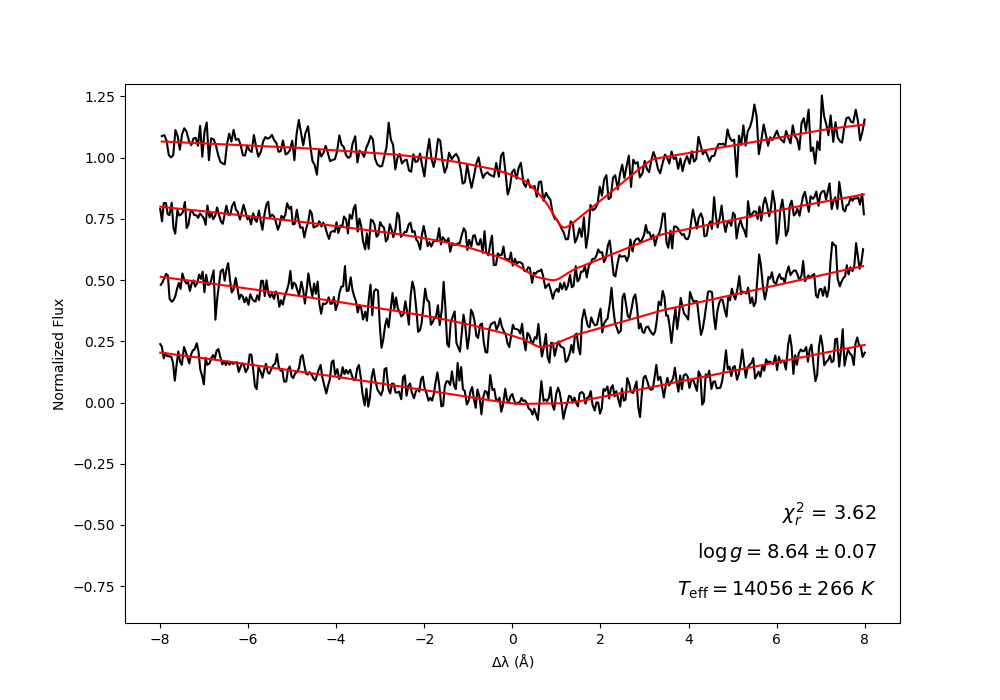 1.25
1.00
0.75
0.50
0.25
0.00
−0.25
−0.50
−0.75
Normalized Flux
χ²ᵣ = 3.62
log g = 8.64 ± 0.07
T_eff = 14056 ± 266 K
−8 −6 −4 −2 0 2 4 6 8
Δλ (Å)